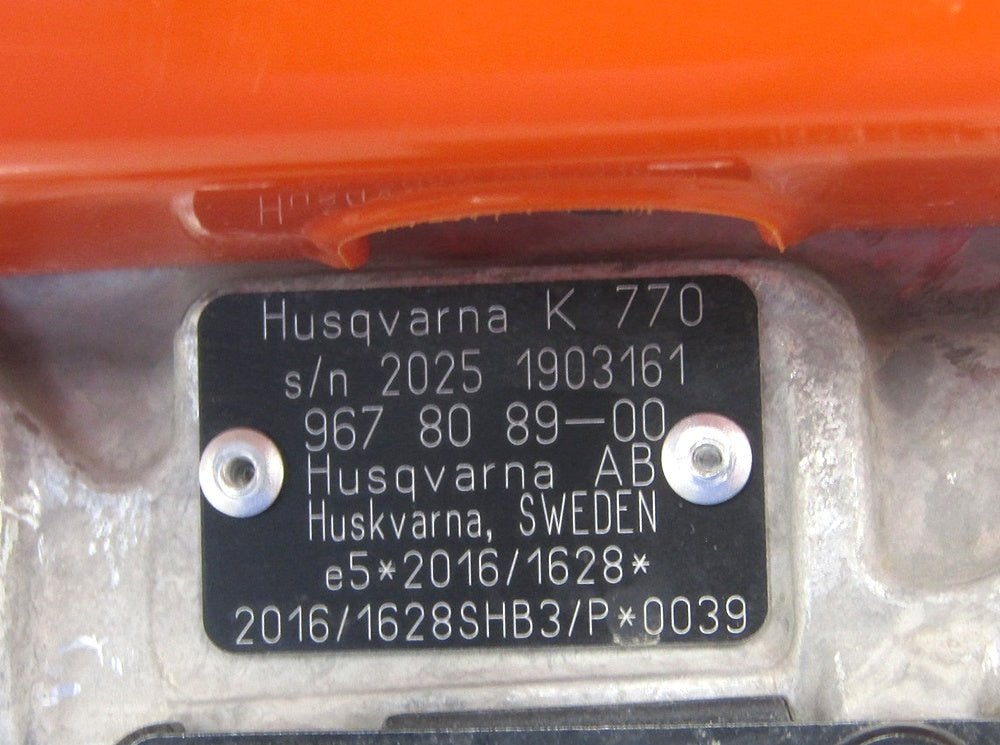 Husqvarna K 770
s/n 2025 1903161
967 80 89-00
Husqvarna AB
Huskvarna, SWEDEN
e5*2016/1628*
2016/1628SHB3/P*0039